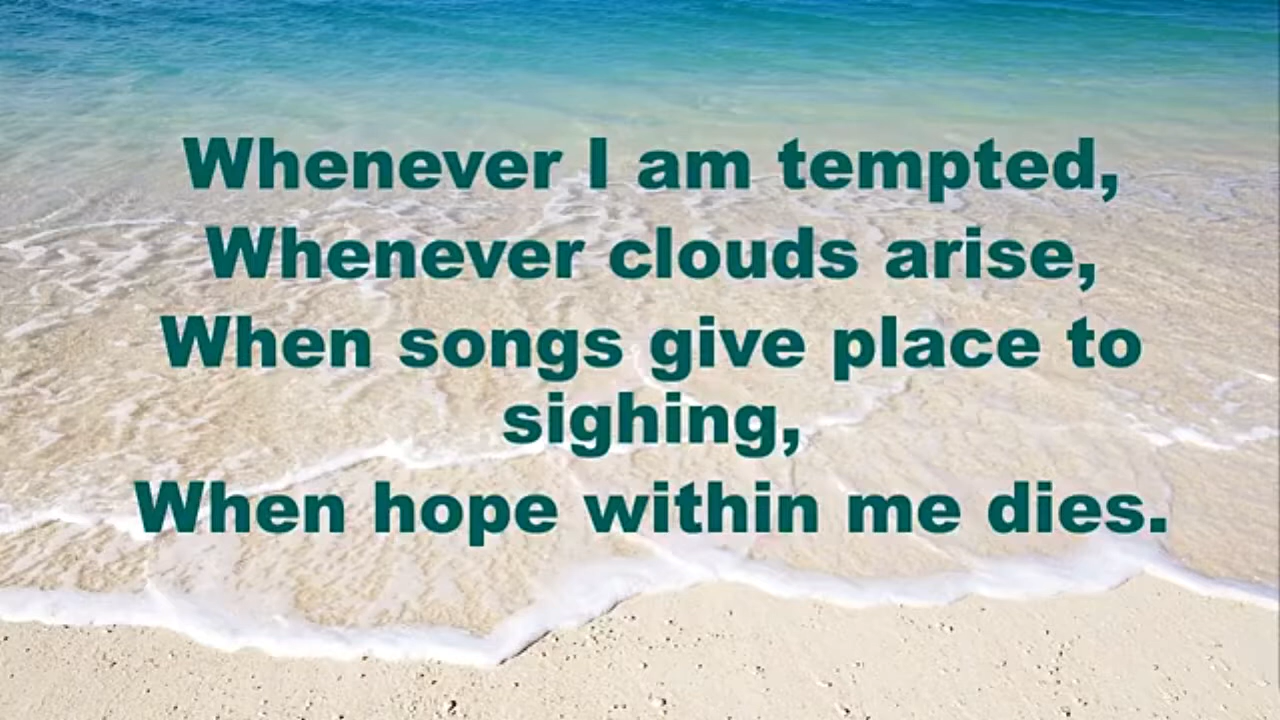 Whenever I am tempted,
Whenever clouds arise,
When songs give place to
sighing,
When hope within me dies.